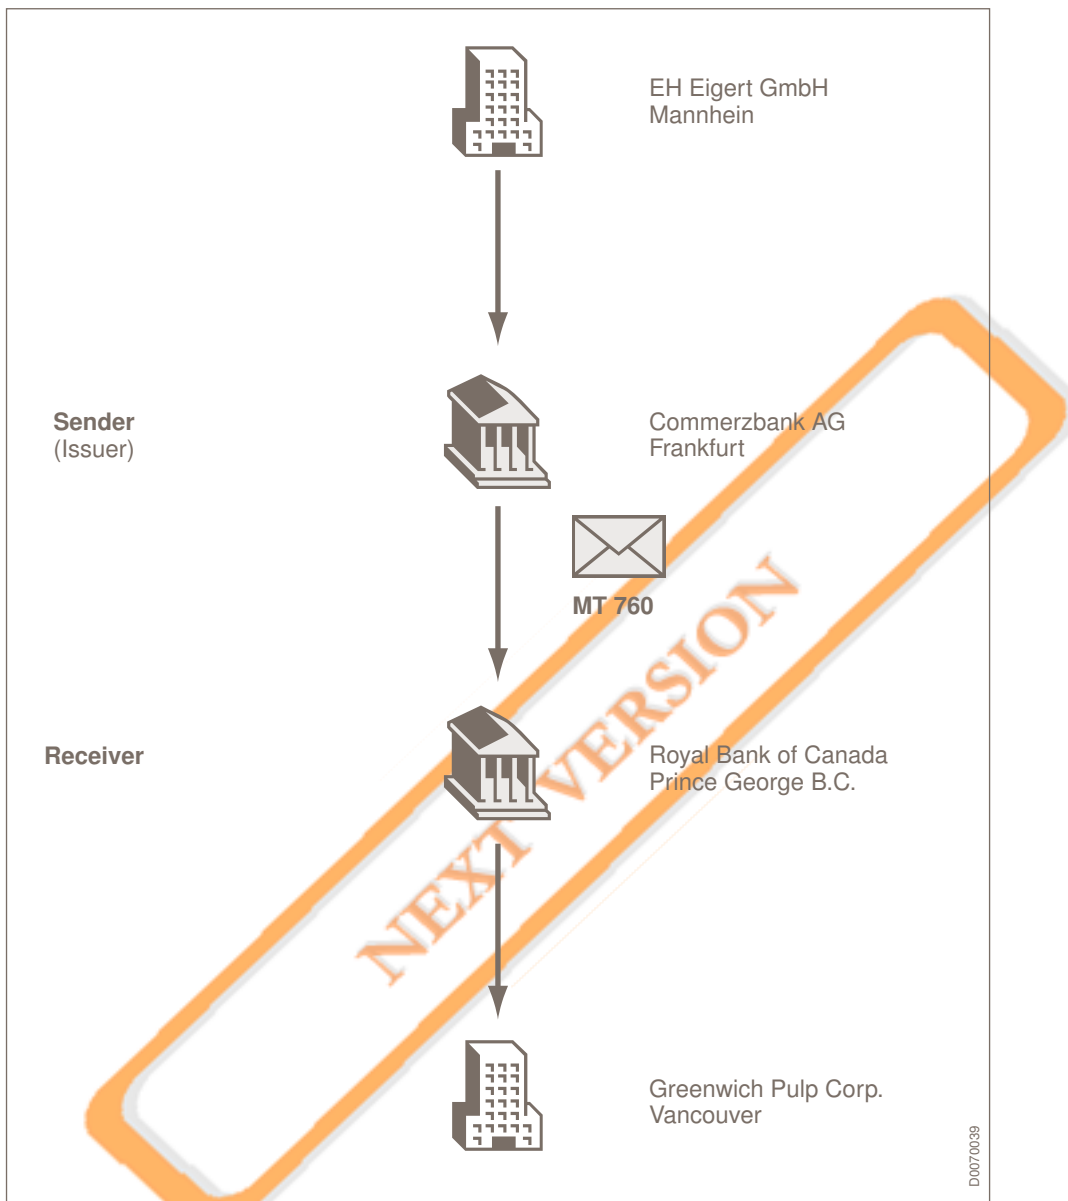 EH Eigert GmbH
Mannhein
Sender
(Issuer)
Commerzbank AG
Frankfurt
MT 760
Receiver
Royal Bank of Canada
Prince George B.C.
NEXT VERSION
Greenwich Pulp Corp.
Vancouver
D0070039